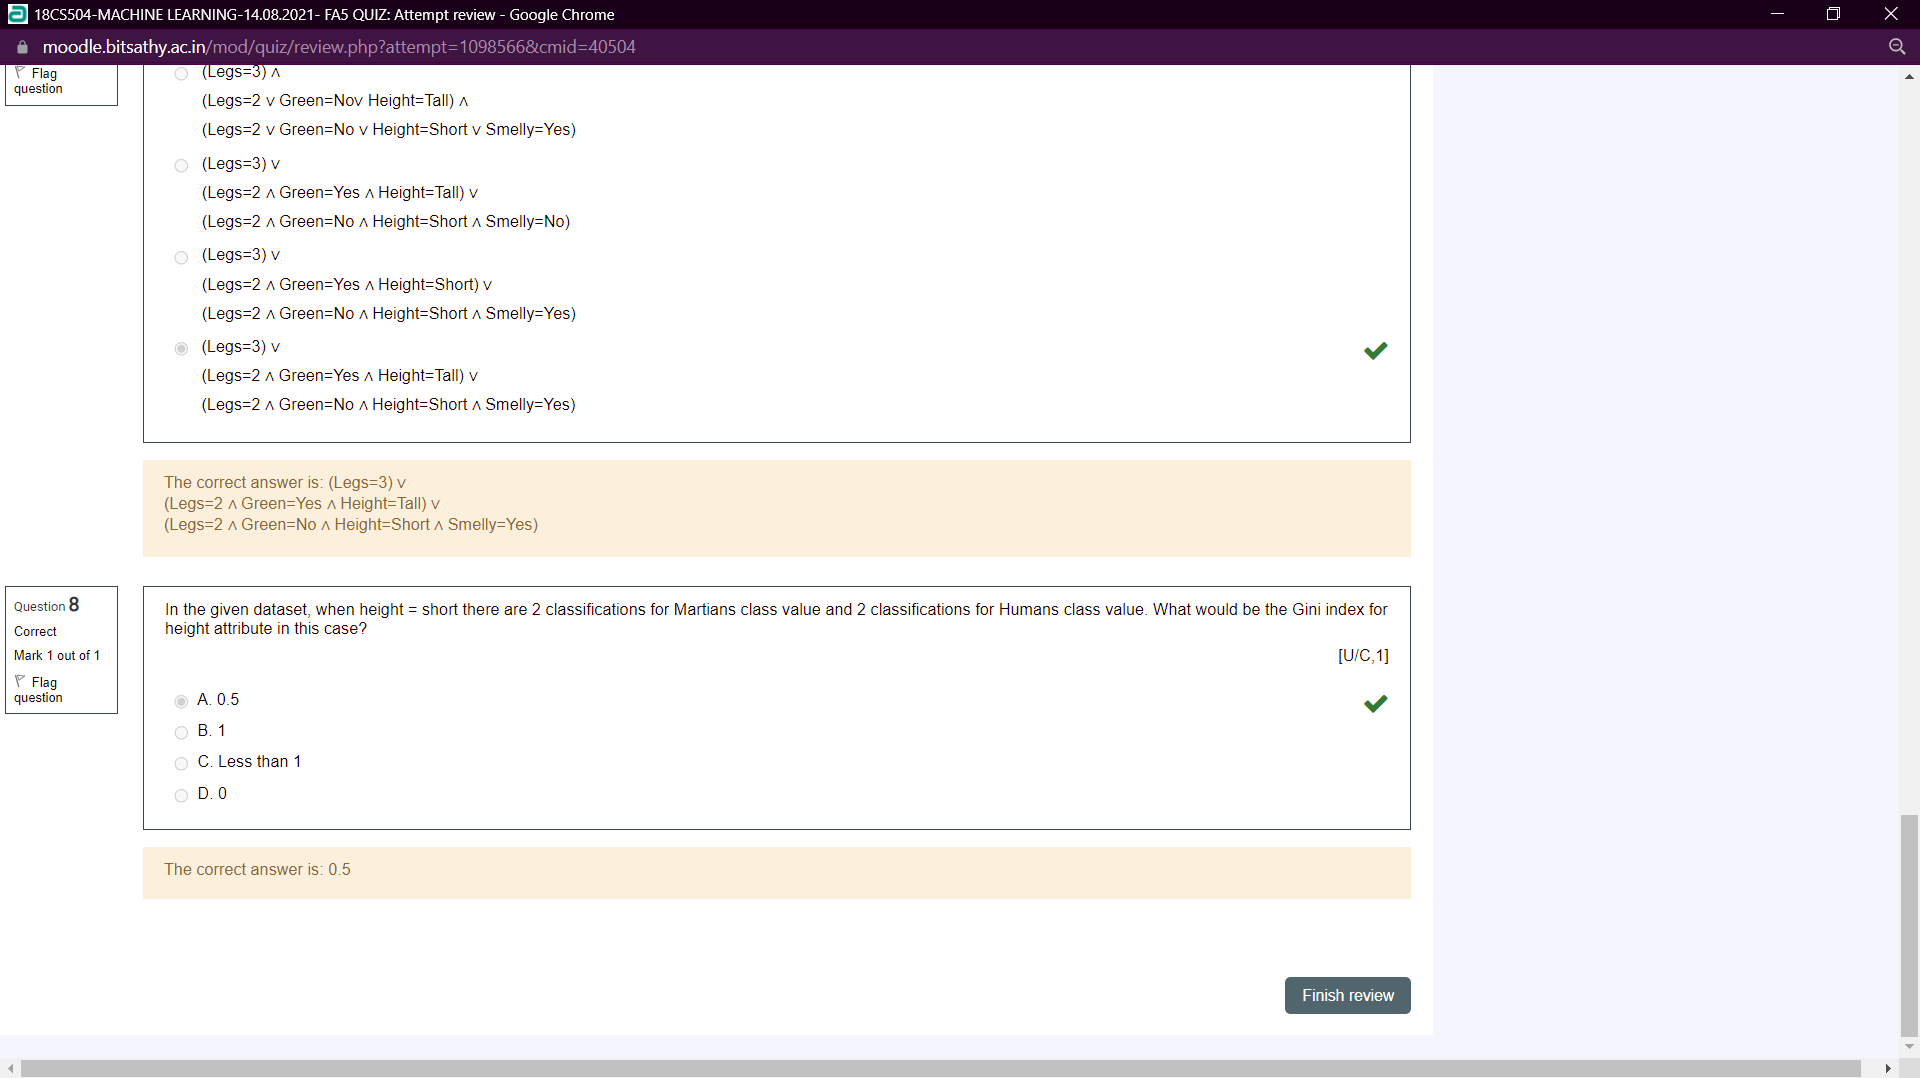 18CS504-MACHINE LEARNING-14.08.2021- FA5 QUIZ: Attempt review - Google Chrome
moodle.bitsathy.ac.in/mod/quiz/review.php?attempt=1098566&cmid=40504
Flag
question
(Legs=3) ∧
(Legs=2 ∨ Green=No∨ Height=Tall) ∧
(Legs=2 ∨ Green=No ∨ Height=Short ∨ Smelly=Yes)
(Legs=3) ∨
(Legs=2 ∧ Green=Yes ∧ Height=Tall) ∨
(Legs=2 ∧ Green=No ∧ Height=Short ∧ Smelly=No)
(Legs=3) ∨
(Legs=2 ∧ Green=Yes ∧ Height=Short) ∨
(Legs=2 ∧ Green=No ∧ Height=Short ∧ Smelly=Yes)
(Legs=3) ∨
(Legs=2 ∧ Green=Yes ∧ Height=Tall) ∨
(Legs=2 ∧ Green=No ∧ Height=Short ∧ Smelly=Yes)
The correct answer is: (Legs=3) ∨
(Legs=2 ∧ Green=Yes ∧ Height=Tall) ∨
(Legs=2 ∧ Green=No ∧ Height=Short ∧ Smelly=Yes)
Question 8
Correct
Mark 1 out of 1
Flag
question
In the given dataset, when height = short there are 2 classifications for Martians class value and 2 classifications for Humans class value. What would be the Gini index for
height attribute in this case?
[U/C,1]
A. 0.5
B. 1
C. Less than 1
D. 0
The correct answer is: 0.5
Finish review